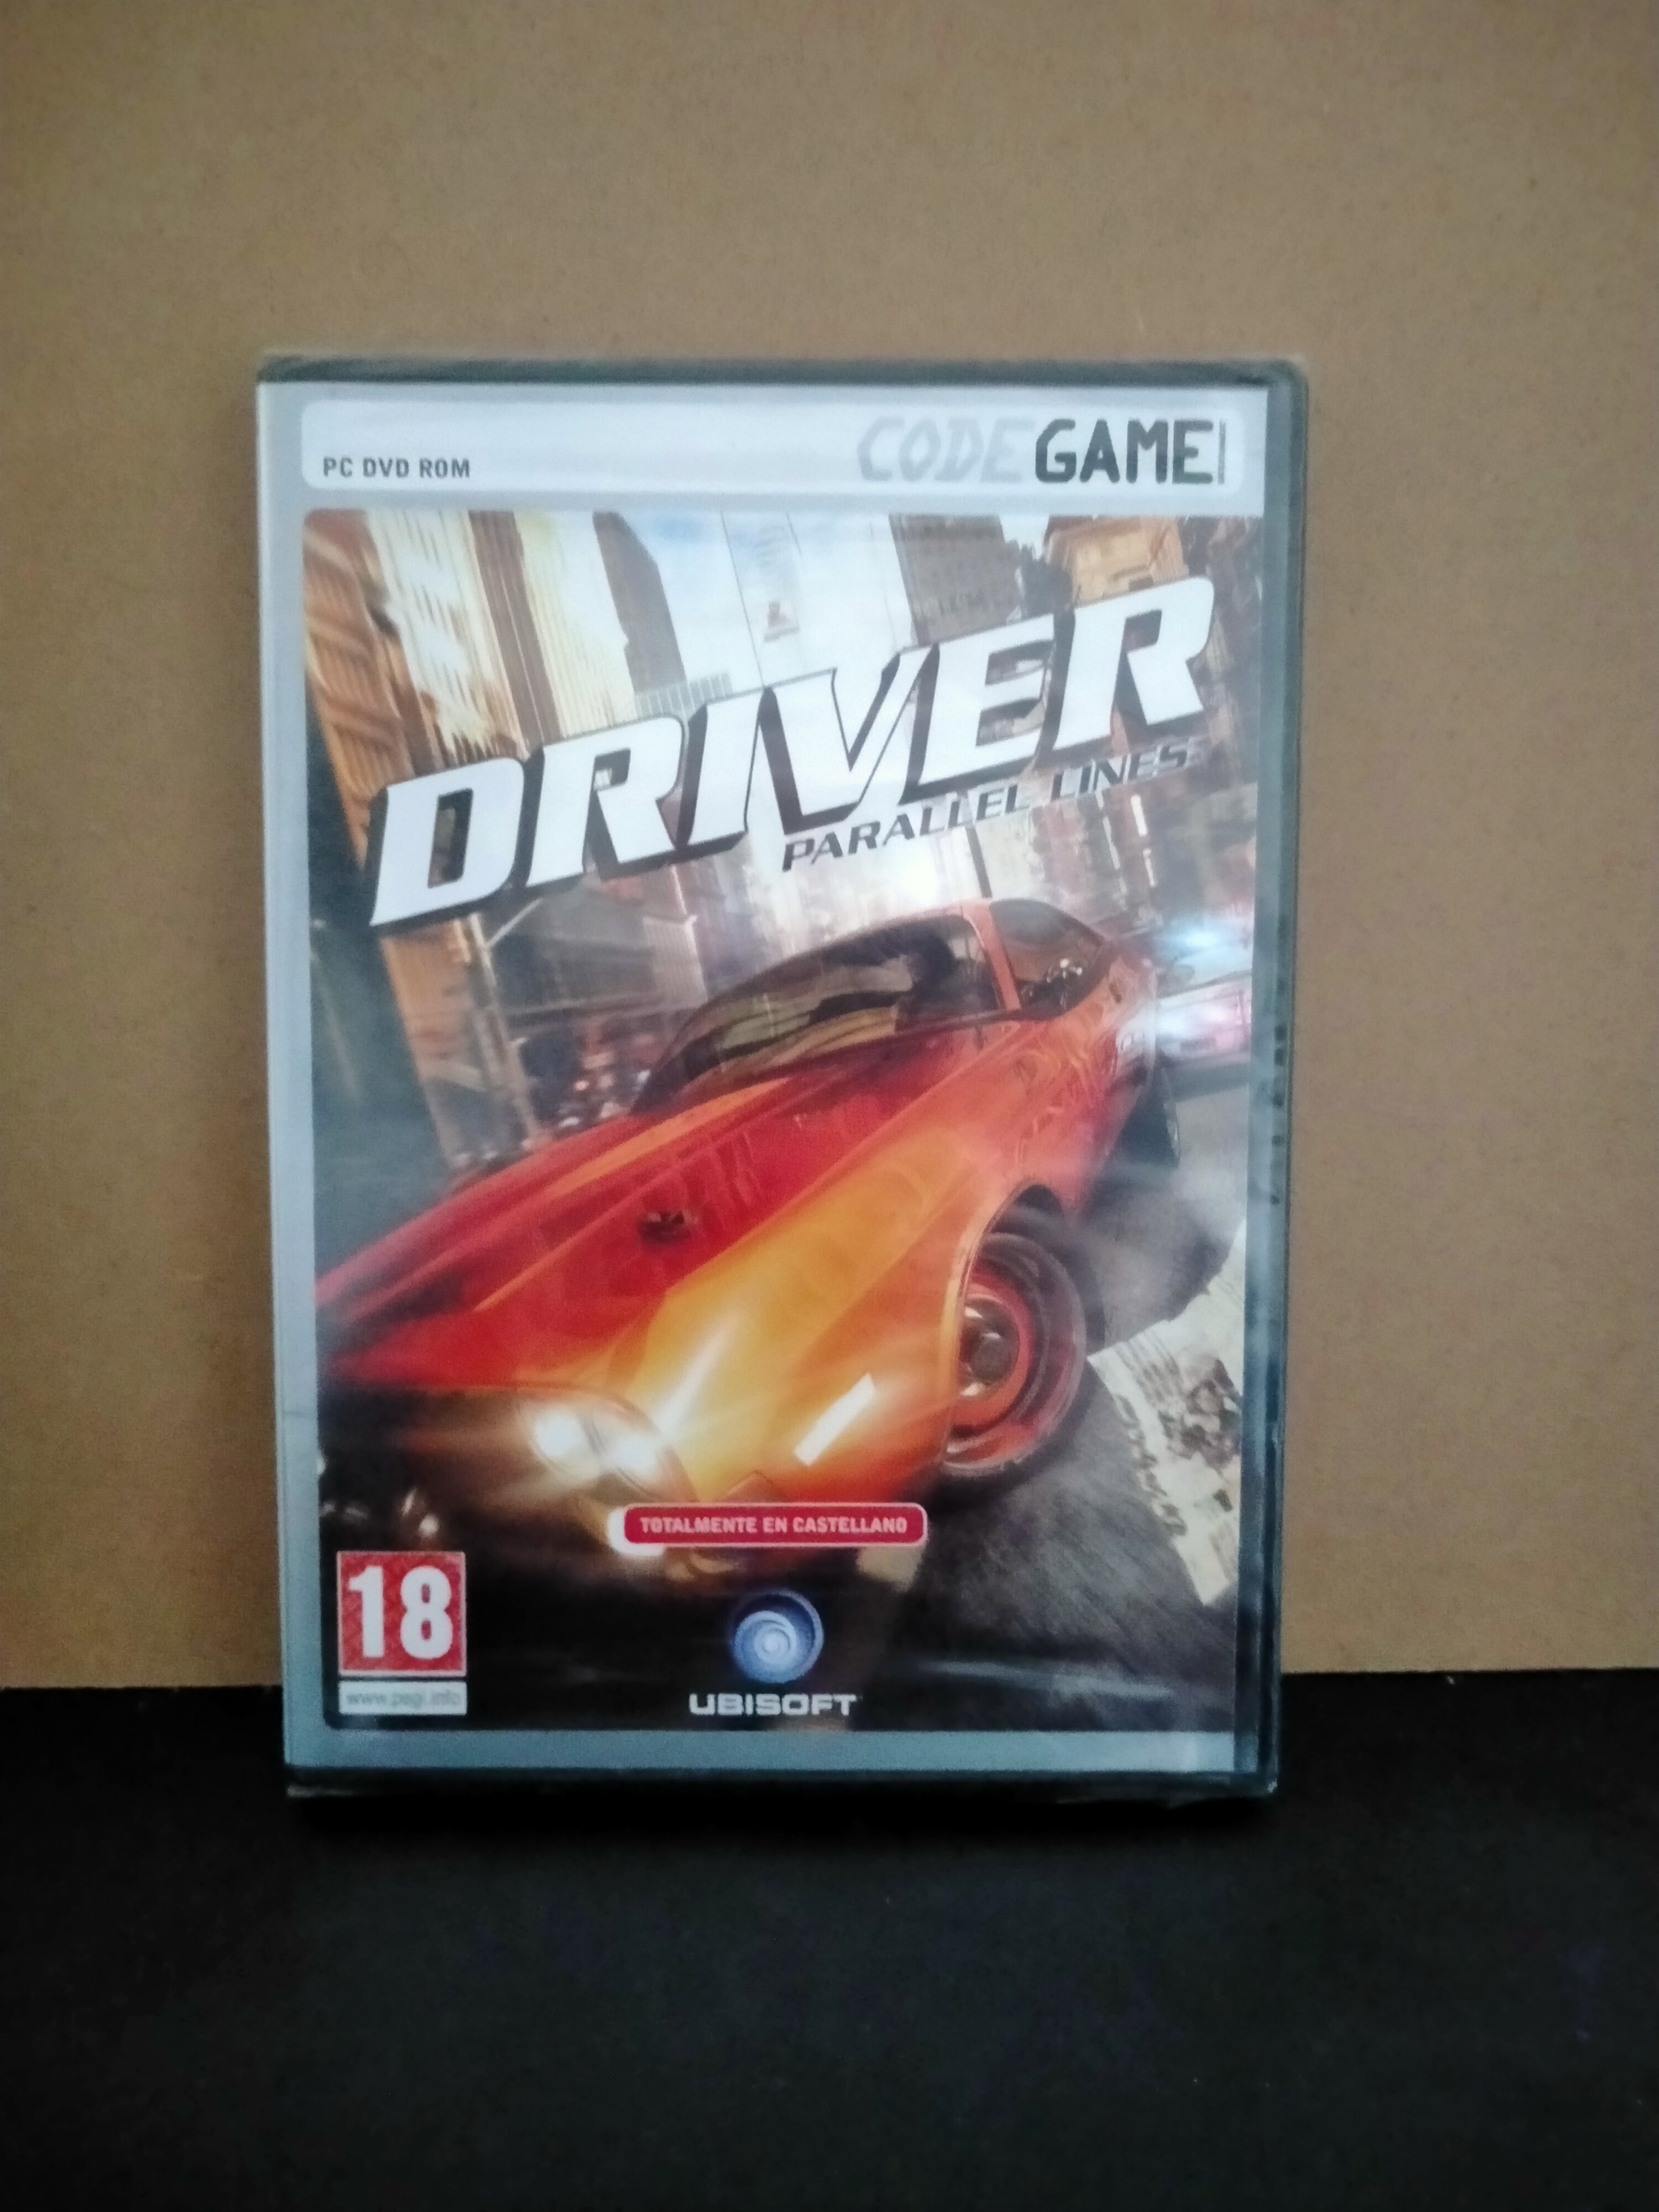 PC DVD ROM
CODEGAME
DRIVER
PARALLEL LINES
TOTALMENTE EN CASTELLANO
18
www.pegi.info
UBISOFT